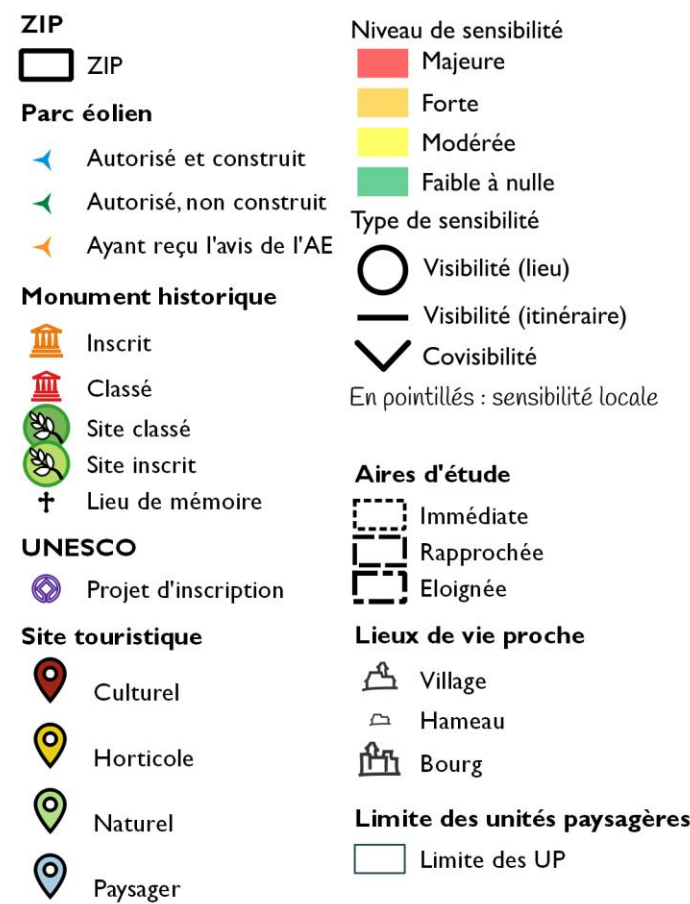 ZIP
ZIP
Parc éolien
Autorisé et construit
Autorisé, non construit
Ayant reçu l'avis de l'AE
Monument historique
Inscrit
Classé
Site classé
Site inscrit
Lieu de mémoire
UNESCO
Projet d'inscription
Site touristique
Culturel
Horticole
Naturel
Paysager
Niveau de sensibilité
Majeure
Forte
Modérée
Faible à nulle
Type de sensibilité
Visibilité (lieu)
Visibilité (itinéraire)
Covisibilité
En pointillés : sensibilité locale
Aires d'étude
Immédiate
Rapprochée
Eloignée
Lieux de vie proche
Village
Hameau
Bourg
Limite des unités paysagères
Limite des UP